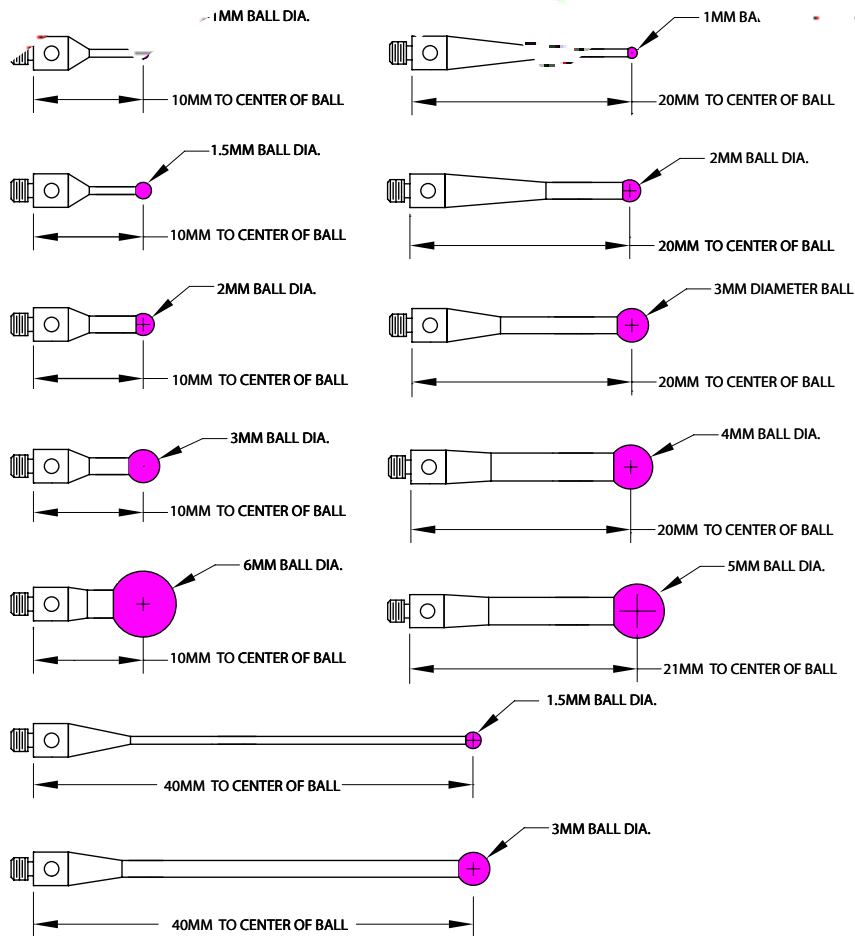 1MM BALL DIA.
10MM TO CENTER OF BALL
1MM
20MM TO CENTER OF BALL
1.5MM BALL DIA.
10MM TO CENTER OF BALL
2MM BALL DIA.
20MM TO CENTER OF BALL
2MM BALL DIA.
10MM TO CENTER OF BALL
3MM DIAMETER BALL
20MM TO CENTER OF BALL
3MM BALL DIA.
10MM TO CENTER OF BALL
4MM BALL DIA.
20MM TO CENTER OF BALL
6MM BALL DIA.
10MM TO CENTER OF BALL
5MM BALL DIA.
21MM TO CENTER OF BALL
1.5MM BALL DIA.
40MM TO CENTER OF BALL
3MM BALL DIA.
40MM TO CENTER OF BALL